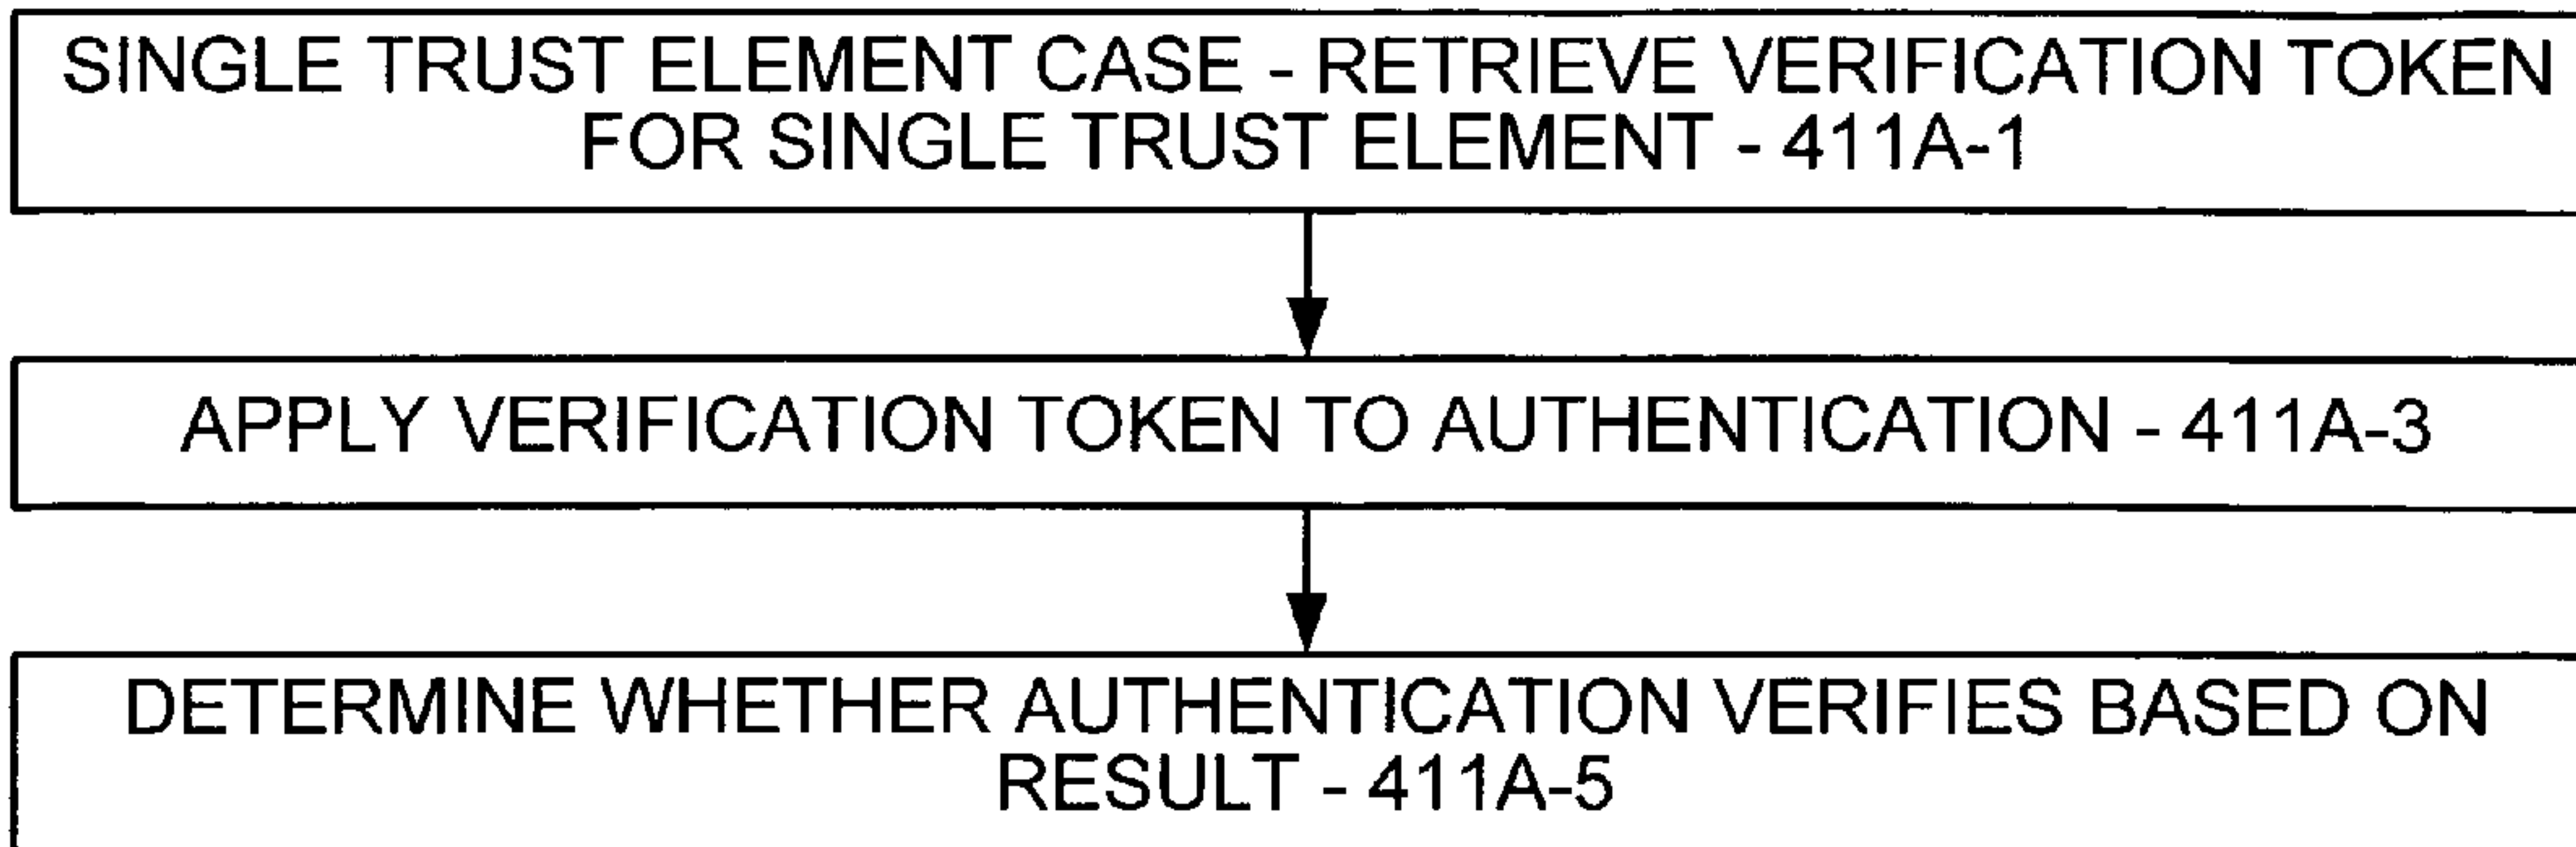 SINGLE TRUST ELEMENT CASE - RETRIEVE VERIFICATION TOKEN
FOR SINGLE TRUST ELEMENT - 411A-1
APPLY VERIFICATION TOKEN TO AUTHENTICATION - 411A-3
DETERMINE WHETHER AUTHENTICATION VERIFIES BASED ON
RESULT - 411A-5